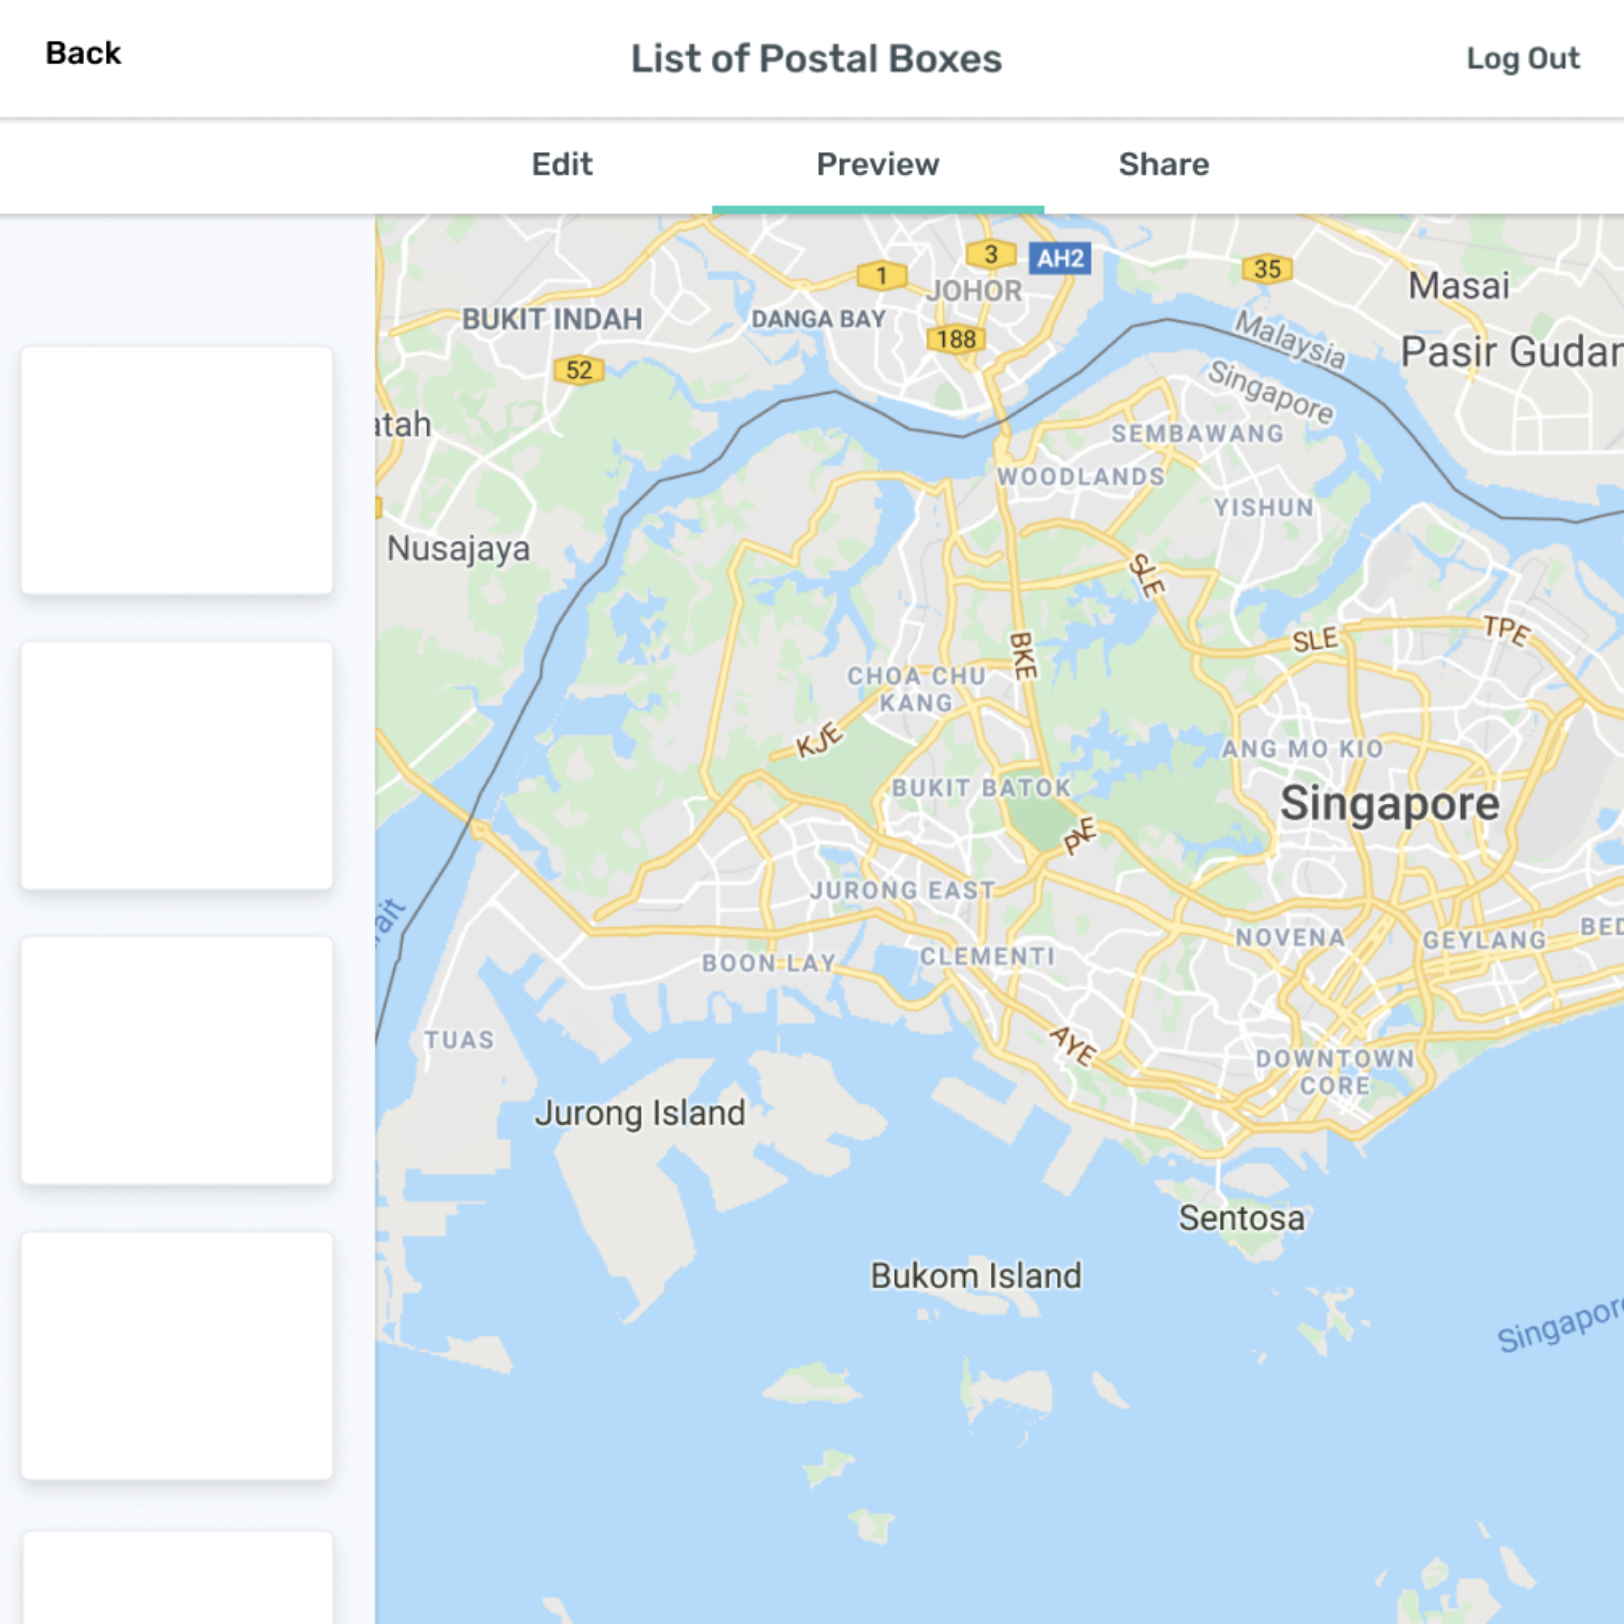 Back
List of Postal Boxes
Log Out
Edit
Preview
Share
3
AH2
1
35
JOHOR
Masai
BUKIT INDAH
DANGA BAY
188
Malaysia
Pasir Gudar
52
Singapore
atah
SEMBAWANG
WOODLANDS
YISHUN
Nusajaya
SLE
SLE
TPE
BKE
CHOA CHU
KANG
KJE
ANG MO KIO
BUKIT BATOK
Singapore
PIE
JURONG EAST
rait
NOVENA
GEYLANG
BED
BOON LAY
CLEMENTI
TUAS
AYE
DOWNTOWN
CORE
Jurong Island
Sentosa
Bukom Island
Singapore